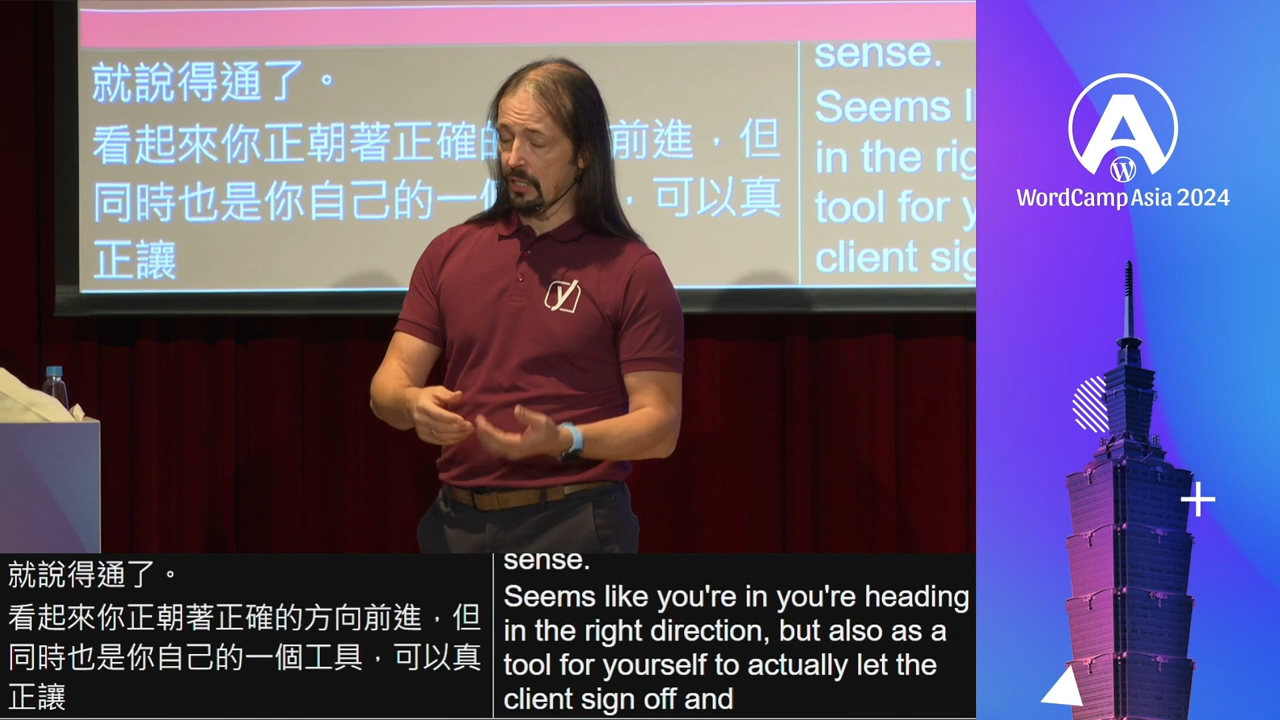 就說得通了。
看起來你正朝著正確的 前進，但
同時也是你自己的一 ，可以真
正讓
sense.
Seems
in the
tool for
client
y
WordCamp Asia 2024
就說得通了。
看起來你正朝著正確的方向前進，但
同時也是你自己的一個工具，可以真
正讓
sense.
Seems like you're in you're heading
in the right direction, but also as a
tool for yourself to actually let the
client sign off and